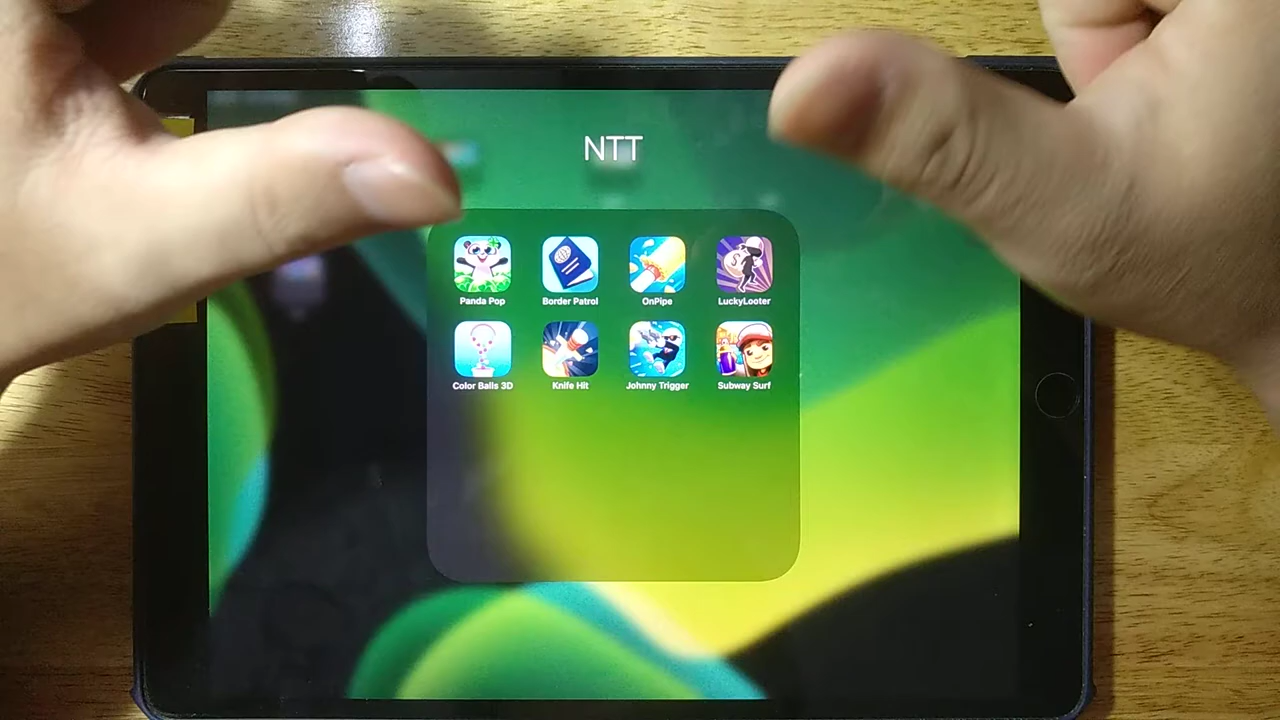 NTT
Panda Pop
Border Patrol
OnPipe
LuckyLooter
Color Balls 3D
Knife Hit
Johnny Trigger
Subway Surf